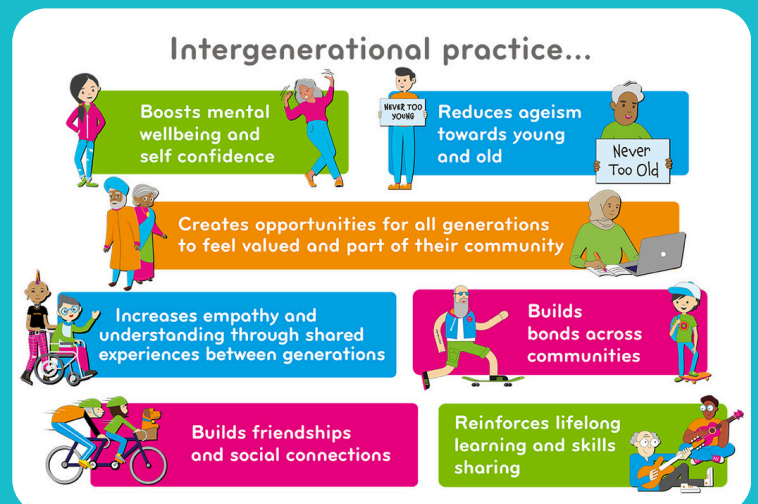 Intergenerational practice...
Boosts mental
wellbeing and
self confidence
NEVER TOO
YOUNG
Reduces ageism
towards young
and old
Never
Too Old
Creates opportunities for all generations
to feel valued and part of their community
Increases empathy and
understanding through shared
experiences between generations
Builds
bonds across
communities
Builds friendships
and social connections
Reinforces lifelong
learning and skills
sharing